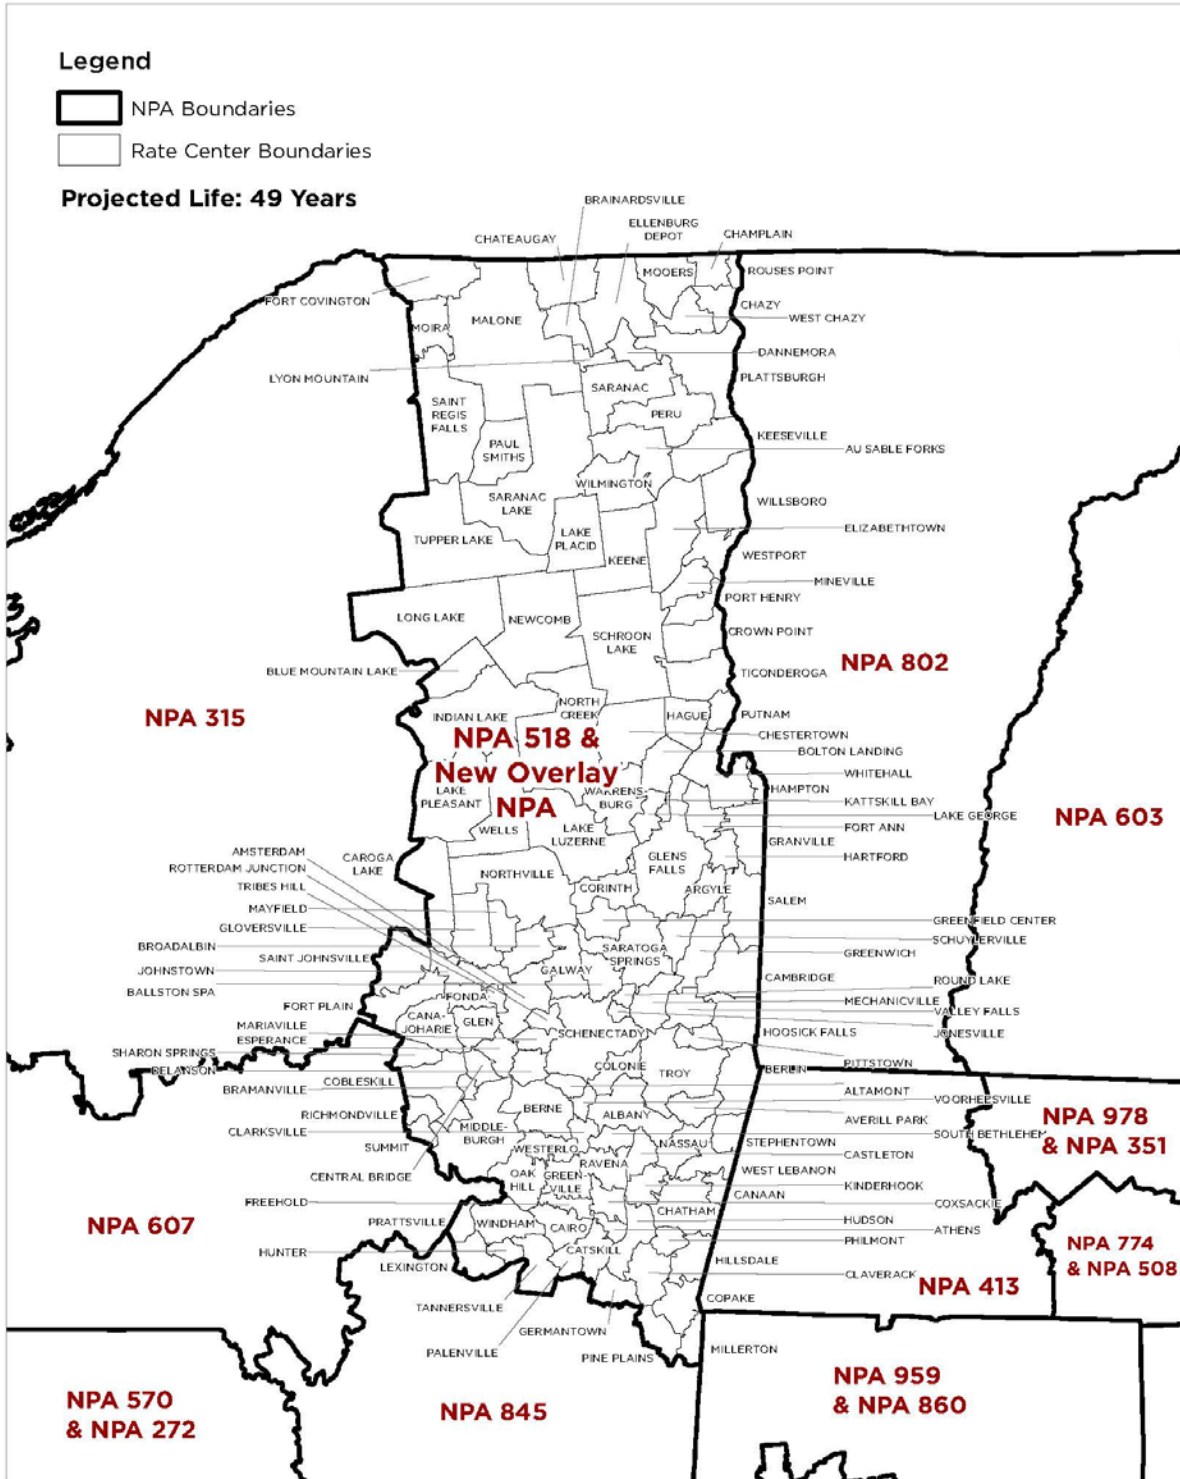 Legend
NPA Boundaries
Rate Center Boundaries
Projected Life: 49 Years
BRAINARDSVILLE
ELLENBURG
DEPOT
CHATEAUGAY
CHAMPLAIN
MOOERS
ROUSES POINT
FORT COVINGTON
CHAZY
WEST CHAZY
MOIRA
MALONE
DANNEMORA
LYON MOUNTAIN
PLATTSBURGH
SARANAC
SAINT
REGIS
FALLS
PERU
KEESEVILLE
AU SABLE FORKS
PAUL
SMITHS
WILMINGTON
SARANAC
LAKE
WILLSBORO
ELIZABETHTOWN
TUPPER LAKE
LAKE
PLACID
KEENE
WESTPORT
MINEVILLE
PORT HENRY
LONG LAKE
NEWCOMB
SCHROON
LAKE
CROWN POINT
NPA 802
BLUE MOUNTAIN LAKE
TICONDEROGA
NPA 315
INDIAN LAKE
NORTH
CREEK
HAGUE
PUTNAM
CHESTERTOWN
NPA 518 &
New Overlay
NPA
BOLTON LANDING
WHITEHALL
LAKE
PLEASANT
WARRENS-
BURG
HAMPTON
KATTSKILL BAY
LAKE GEORGE
NPA 603
WELLS
LAKE
LUZERNE
FORT ANN
GRANVILLE
AMSTERDAM
CAROGA
LAKE
GLENS
FALLS
HARTFORD
ROTTERDAM JUNCTION
NORTHVILLE
TRIBES HILL
CORINTH
ARGYLE
SALEM
MAYFIELD
GREENFIELD CENTER
GLOVERSVILLE
SCHUYLERVILLE
BROADALBIN
SARATOGA
SPRINGS
GREENWICH
SAINT JOHNSVILLE
JOHNSTOWN
GALWAY
CAMBRIDGE
ROUND LAKE
BALLSTON SPA
FONDA
MECHANICVILLE
FORT PLAIN
VALLEY FALLS
CANA-
JOHARIE
GLEN
MARIAVILLE
SCHENECTADY
HOOSICK FALLS
JONESVILLE
ESPERANCE
SHARON SPRINGS
PITTSTOWN
DELANSON
COLONIE
TROY
BERLIN
COBLESKILL
BRAMANVILLE
ALTAMONT
VOORHEESVILLE
RICHMONDVILLE
BERNE
ALBANY
AVERILL PARK
NPA 978
& NPA 351
CLARKSVILLE
MIDDLE-
BURGH
SOUTH BETHLEHEM
SUMMIT
WESTERLO
NASSAU
STEPHENTOWN
CASTLETON
CENTRAL BRIDGE
OAK
HILL
GREEN-
VILLE
RAVENA
WEST LEBANON
KINDERHOOK
FREEHOLD
CANAAN
COXSACKIE
NPA 607
PRATTSVILLE
WINDHAM
CAIRO
CHATHAM
HUDSON
ATHENS
PHILMONT
HUNTER
CATSKILL
LEXINGTON
HILLSDALE
CLAVERACK
NPA 774
& NPA 508
NPA 413
TANNERSVILLE
COPAKE
GERMANTOWN
PALENVILLE
PINE PLAINS
MILLERTON
NPA 570
& NPA 272
NPA 845
NPA 959
& NPA 860